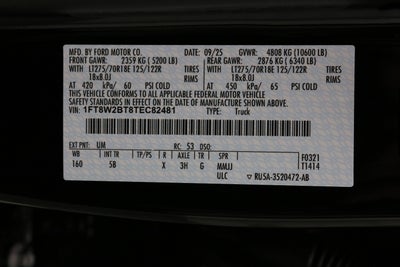 MFD. BY FORD MOTOR CO. 09/25 GVWR: 4808 KG (10600 LB)
FRONT GAWR: 2359 KG (5200 LB) REAR GAWR: 2876 KG (6340 LB)
WITH LT275/70R18E 125/122R TIRES WITH LT275/70R18E 125/122R TIRES
18x8.0J RIMS 18x8.0J RIMS
AT 420 kPa/ 60 PSI COLD AT 450 kPa/ 65 PSI COLD
THIS VEHICLE CONFORMS TO ALL APPLICABLE FEDERAL MOTOR VEHICLE
SAFETY STANDARDS IN EFFECT ON THE DATE OF MANUFACTURE SHOWN ABOVE.
VIN: 1FT8W2BT8TEC82481 TYPE: Truck
EXT PNT: UM RC: 53 DSO: F0321
WB INT TR TP/PS R AXLE TR SPR T1414
160 5B X 3H G MMJJ
ULC RU5A-3520472-AB